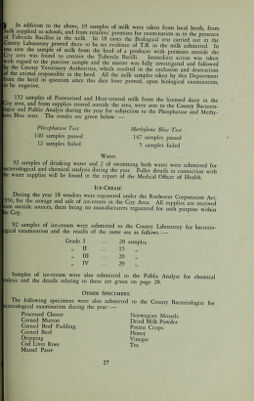 In addition to the above, 19 samples of milk were taken from local herds, from
milk supplied to schools, and from retailers' premises for examination as to the presence
of Tubercle Bacillus in the milk. In 18 cases the Biological test carried out in the
County Laboratory proved there to be no evidence of T.B. in the milk submitted. In
one case the sample of milk from the herd of a producer with premises outside the
City area was found to contain the Tubercle Bacilli. Immediate action was taken
with regard to the positive sample and the matter was fully investigated and followed
by the County Veterinary Authorities, which resulted in the exclusion and destruction
of the animal responsible in the herd. All the milk samples taken by this Department
from the herd in question since this date have proved, upon biological examination,
to be negative.
152 samples of Pasteurised and Heat-treated milk from the licensed dairy in the
City area, and from supplies treated outside the area, were sent to the County Bacterio-
logist and Public Analyst during the year for subjection to the Phosphatase and Methy-
lene Blue tests. The results are given below: —
Phosphatase Test Methylene Blue Test
140 samples passed 147 samples passed
12 samples failed 5 samples failed
Water
92 samples of drinking water and 2 of swimming bath water were submitted for
bacteriological and chemical analysis during the year. Fuller details in connection with
the water supplies will be found in the report of the Medical Officer of Health.
Ice-Cream.
During the year 18 vendors were registered under the Rochester Corporation Act,
1936, for the storage and sale of ice-cream in the City Area. All supplies are received
from outside sources, there being no manufacturers registered for such purpose within
the City.
92 samples of ice-cream were submitted to the County Laboratory for bacterio-
logical examination and the results of the same are as follows: —
Grade I ... 28 samples
„ II ... 15 „
„ III ... 20 „
„ IV ... 29 „
Samples of ice-cream were also submitted to the Public Analyst for chemical
analysis and the details relating to these are given on page 28.
Other Specimens.
The following specimens were also submitted to the County Bacteriologist for
bacteriological examination during the year: —
Processed Cheese Norwegian Mussels
Corned Mutton Dried Milk Powder
Corned Beef Pudding Potato Crisps
Corned Beef Honey
Dripping Vinegar
Cod Liver Roes Tea
Mussel Paste
27